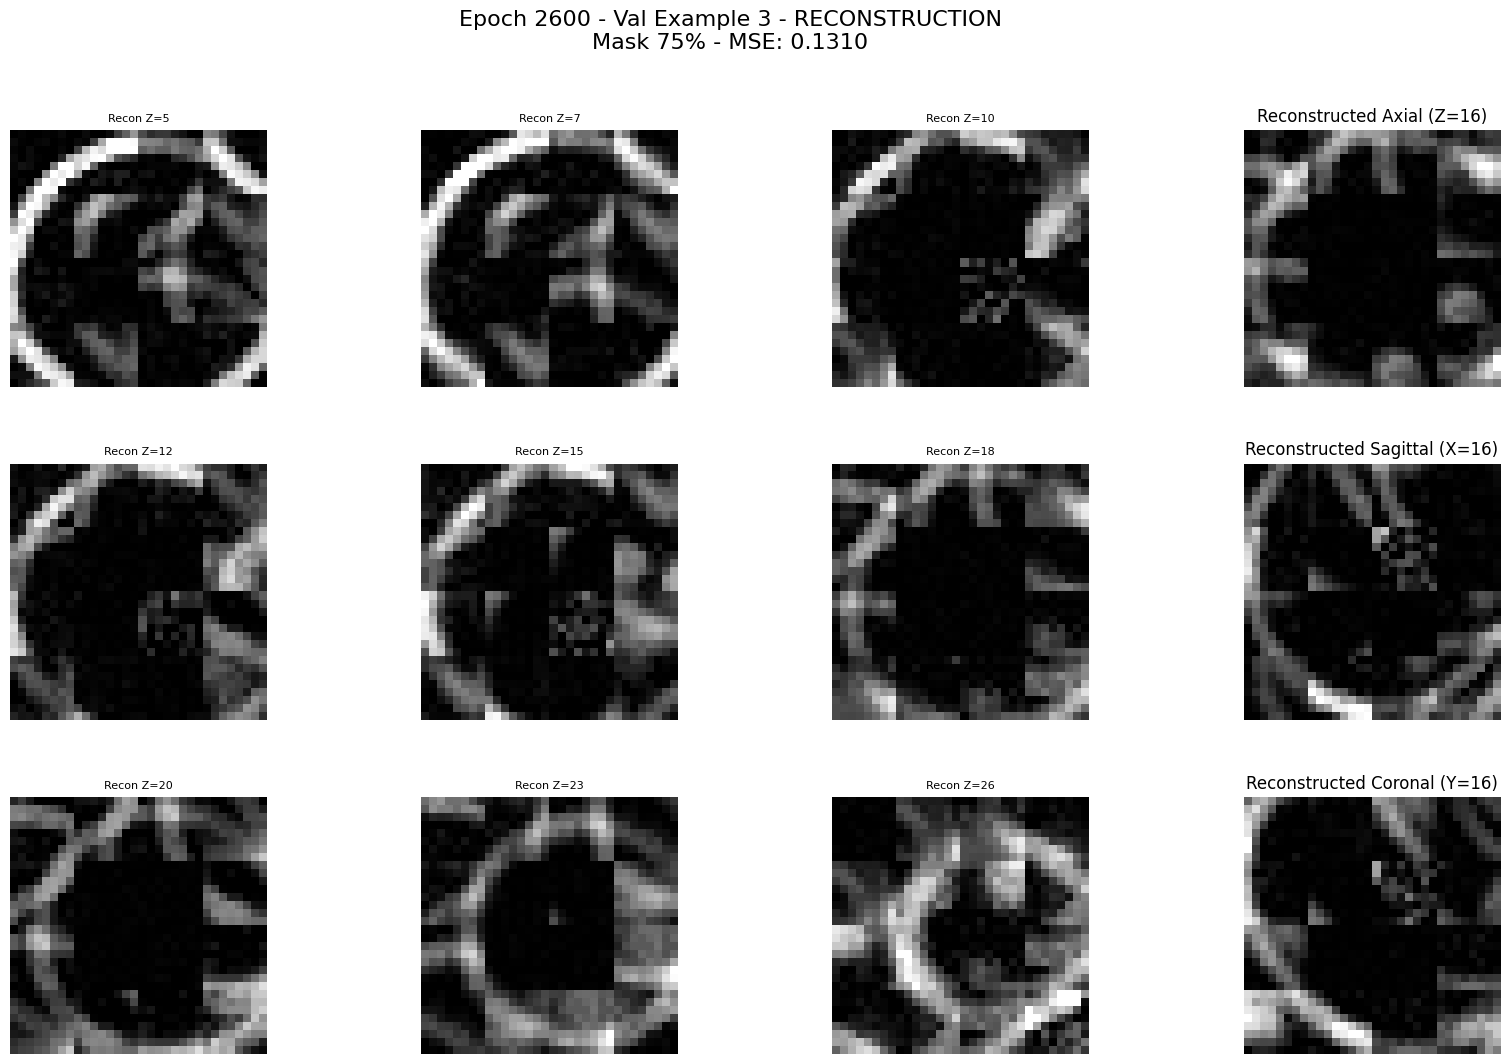 Epoch 2600 - Val Example 3 - RECONSTRUCTION
Mask 75% - MSE: 0.1310
Recon Z=5
Recon Z=7
Recon Z=10
Reconstructed Axial (Z=16)
Recon Z=12
Recon Z=15
Recon Z=18
Reconstructed Sagittal (X=16)
Recon Z=20
Recon Z=23
Recon Z=26
Reconstructed Coronal (Y=16)